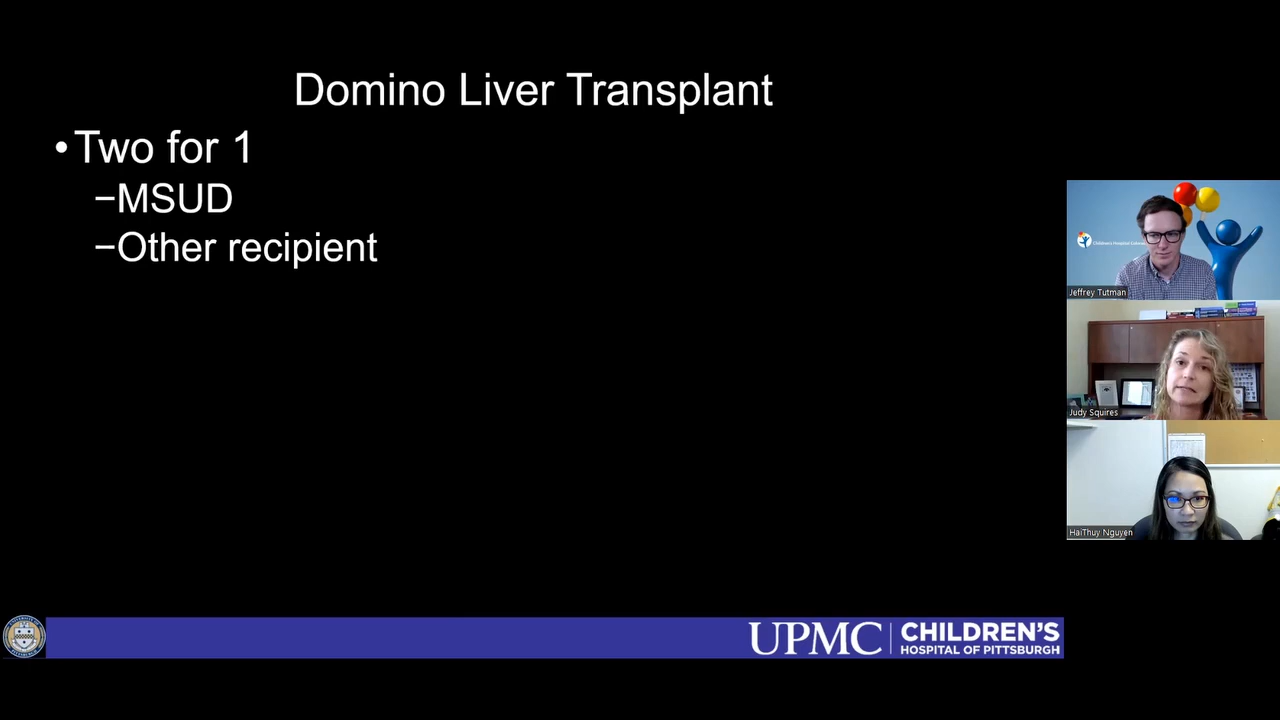 Domino Liver Transplant
•Two for 1
–MSUD
–Other recipient
Jeffrey Tutman
Judy Squires
HaiThuy Nguyen
UPMC CHILDREN'S
HOSPITAL OF PITTSBURGH